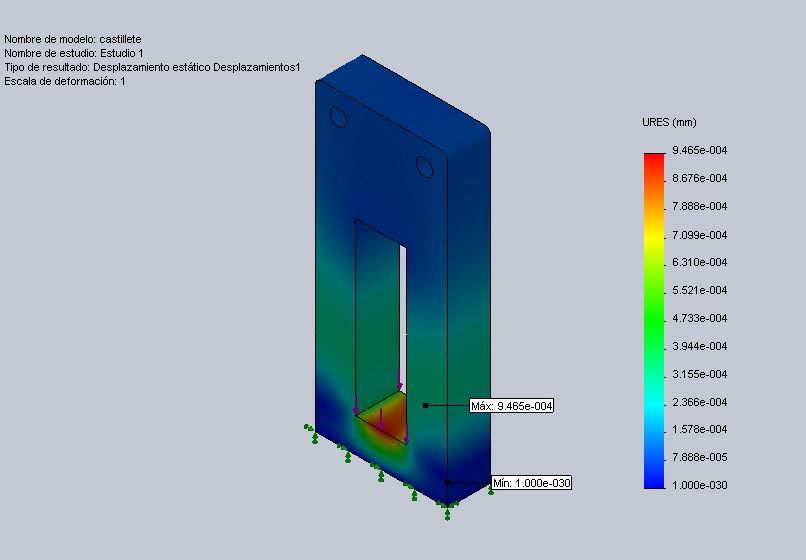 Nombre de modelo: castillete
Nombre de estudio: Estudio 1
Tipo de resultado: Desplazamiento estático Desplazamientos1
Escala de deformación: 1
URES (mm)
9.465e-004
8.676e-004
7.888e-004
7.099e-004
6.310e-004
5.521e-004
4.733e-004
3.944e-004
3.155e-004
2.366e-004
1.578e-004
7.888e-005
1.000e-030
Máx: 9.465e-004
Mín: 1.000e-030